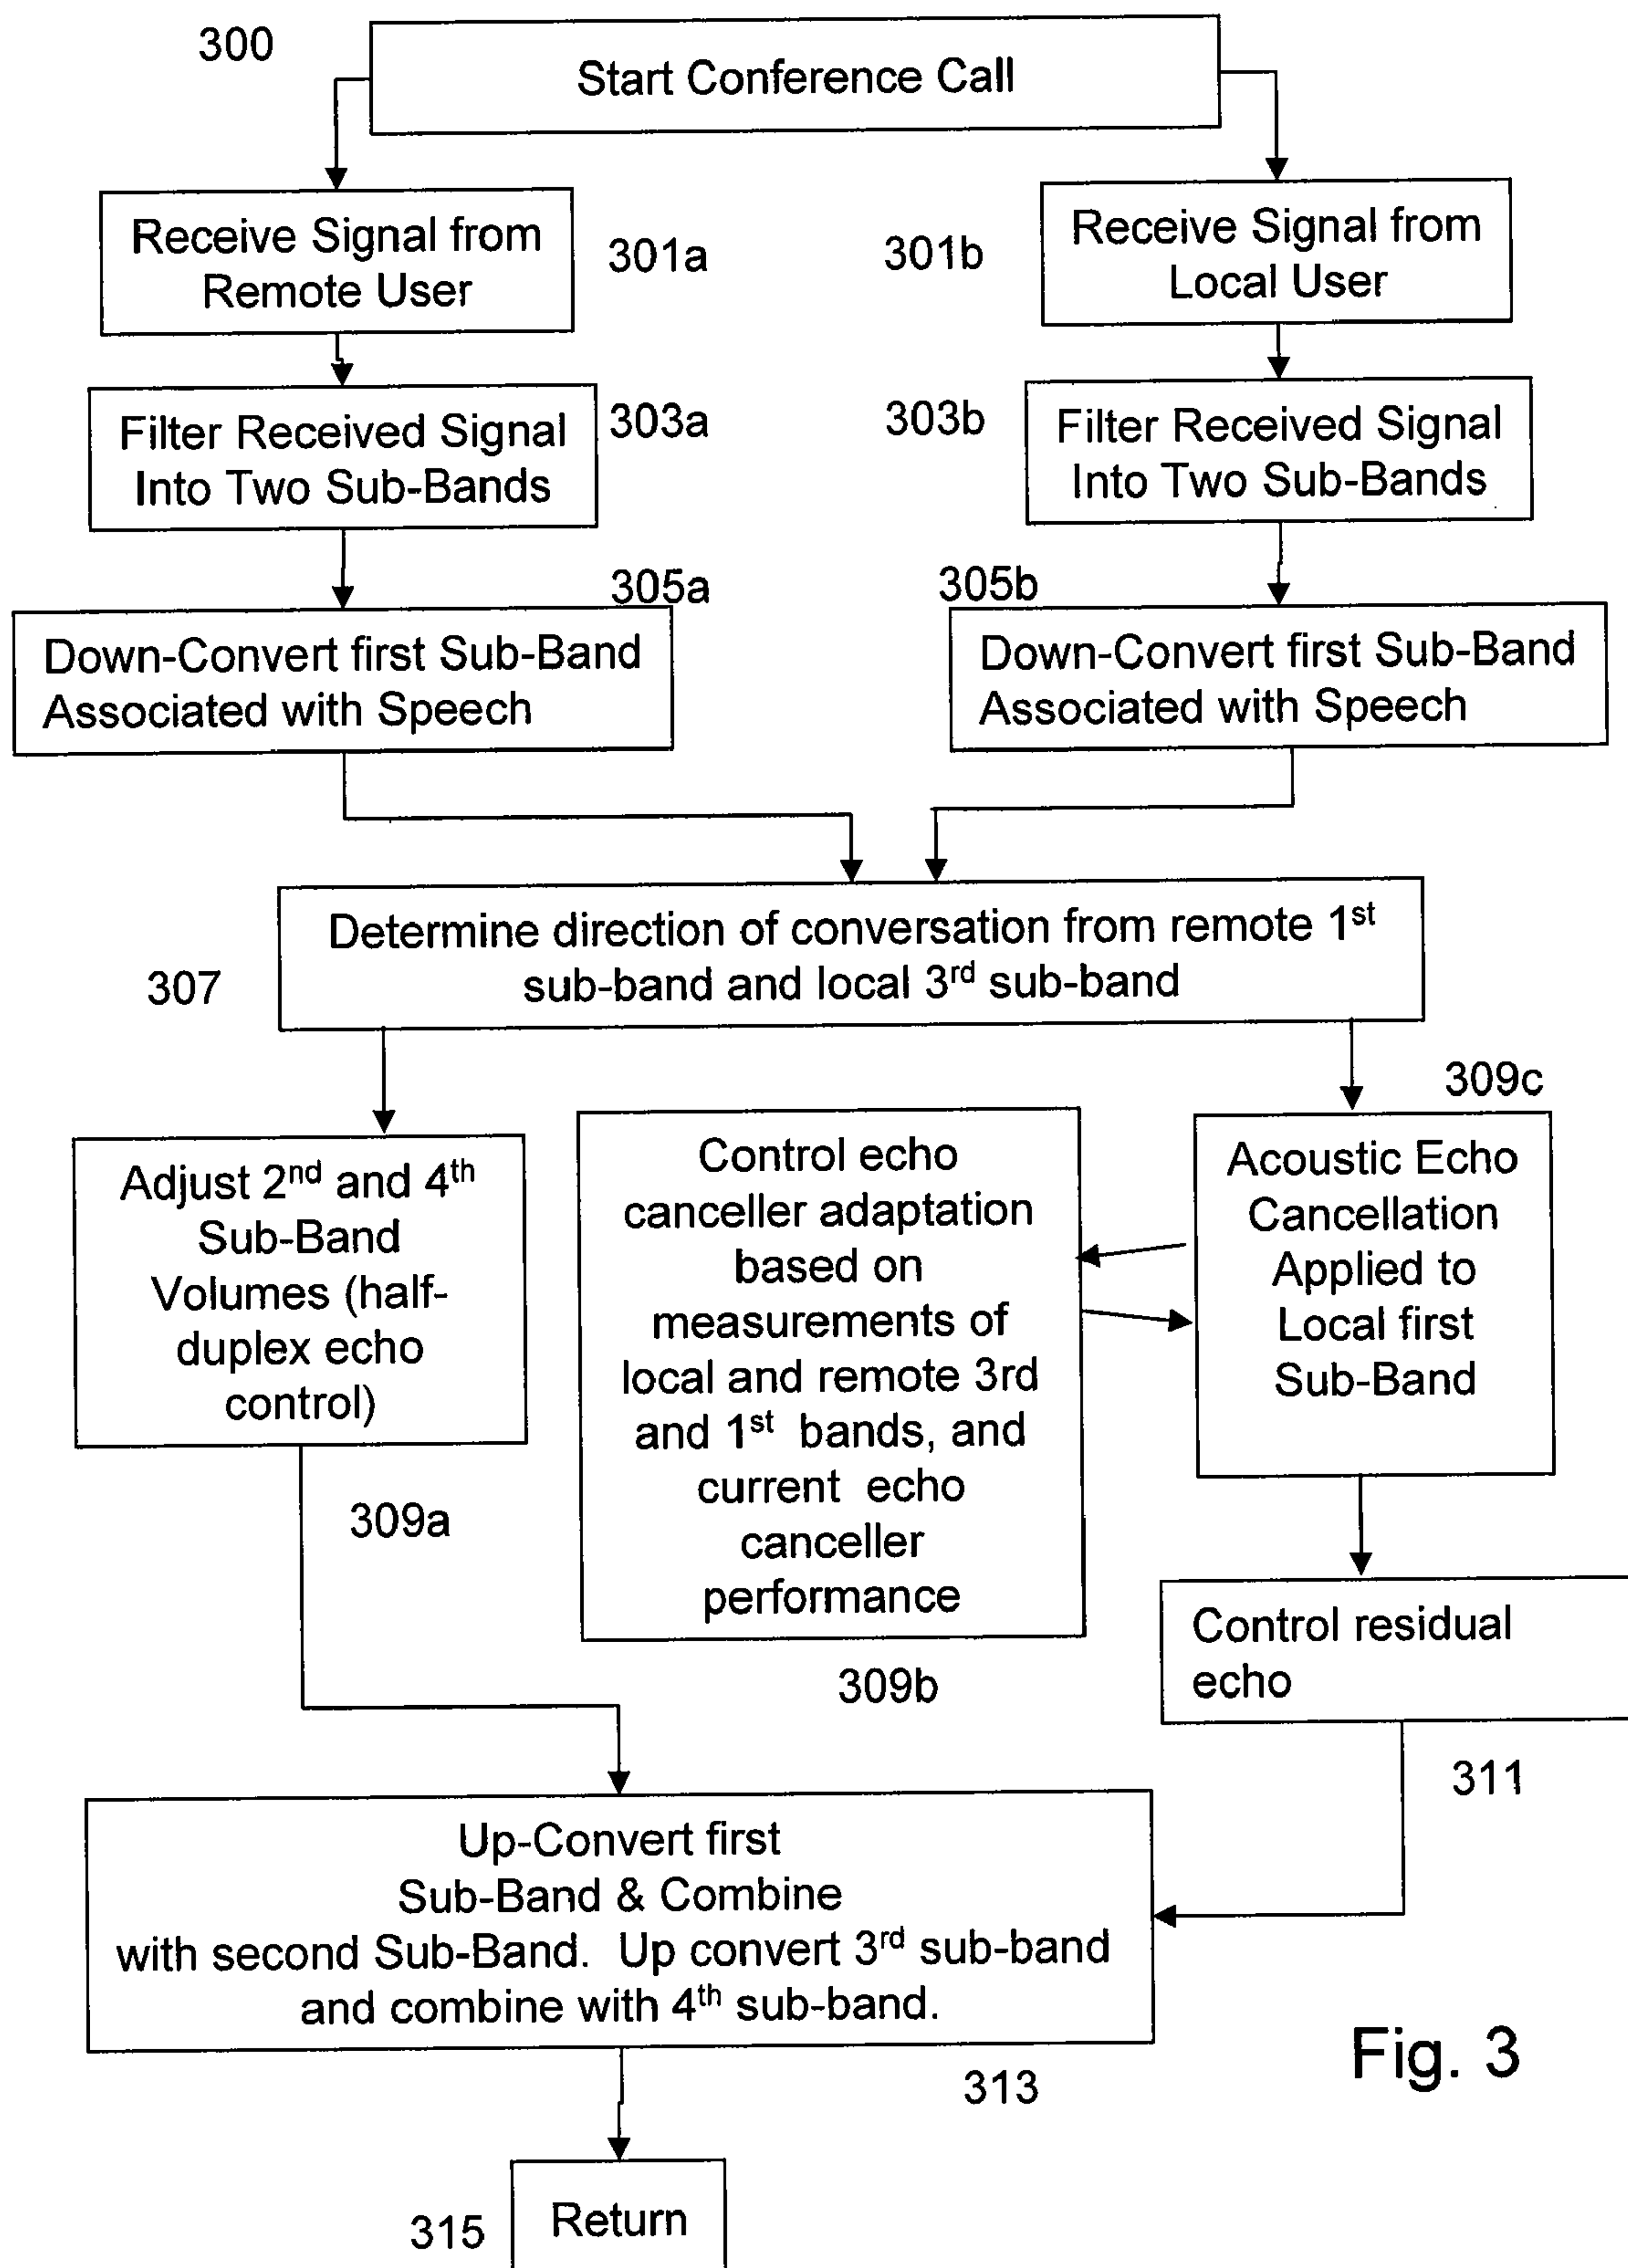 300
Start Conference Call
Receive Signal from
Remote User
301a
301b
Receive Signal from
Local User
Filter Received Signal
Into Two Sub-Bands
303a
303b
Filter Received Signal
Into Two Sub-Bands
305a
305b
Down-Convert first Sub-Band
Associated with Speech
Down-Convert first Sub-Band
Associated with Speech
Determine direction of conversation from remote 1st
sub-band and local 3rd sub-band
307
309c
Adjust 2nd and 4th
Sub-Band
Volumes (half-
duplex echo
control)
309a
Control echo
canceller adaptation
based on
measurements of
local and remote 3rd
and 1st bands, and
current echo
canceller
performance
309b
Acoustic Echo
Cancellation
Applied to
Local first
Sub-Band
Control residual
echo
311
Up-Convert first
Sub-Band & Combine
with second Sub-Band. Up convert 3rd sub-band
and combine with 4th sub-band.
313
Fig. 3
315
Return